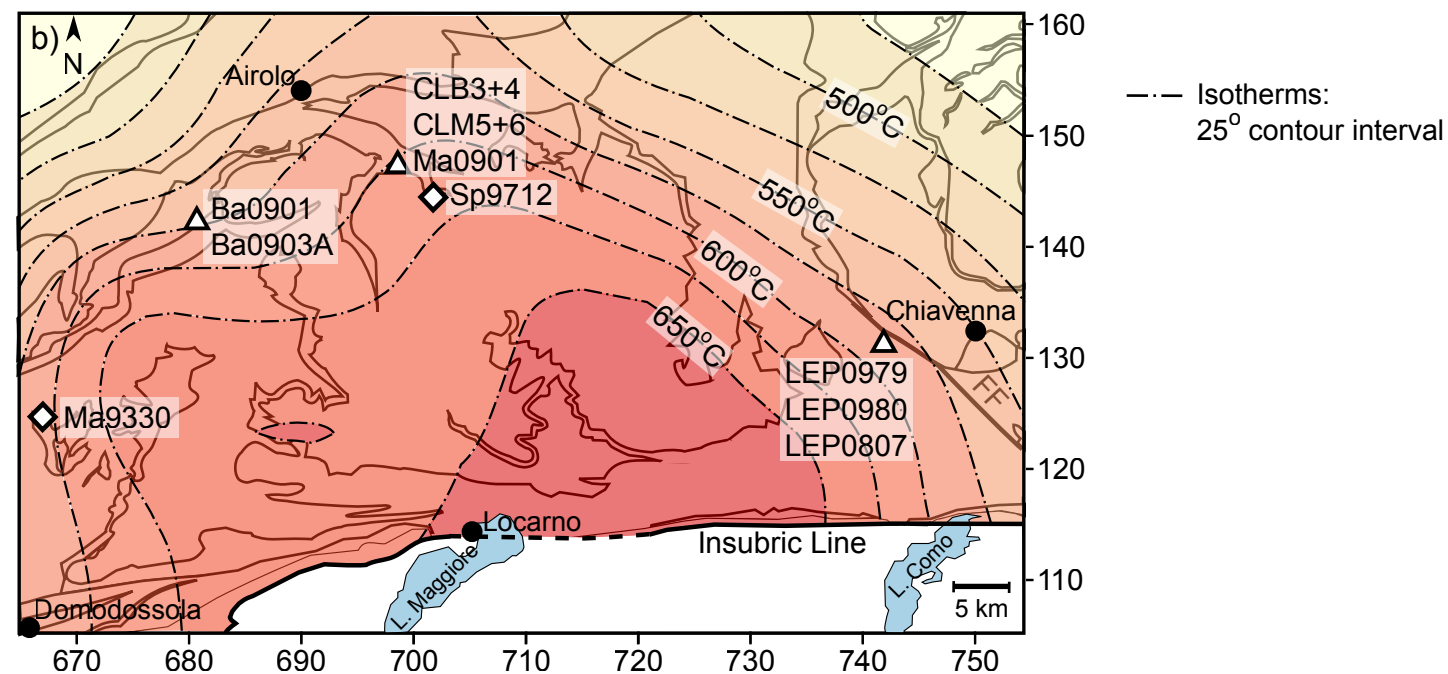 b)
N
Airolo
CLB3+4
CLM5+6
Ma0901
Sp9712
Ba0901
Ba0903A
Ma9330
500°C
550°C
600°C
650°C
Chiavenna
FF
LEP0979
LEP0980
LEP0807
Locarno
Insubric Line
L. Maggiore
L. Como
5 km
Domodossola
160
150
140
130
120
110
670 680 690 700 710 720 730 740 750
Isotherms:
25° contour interval